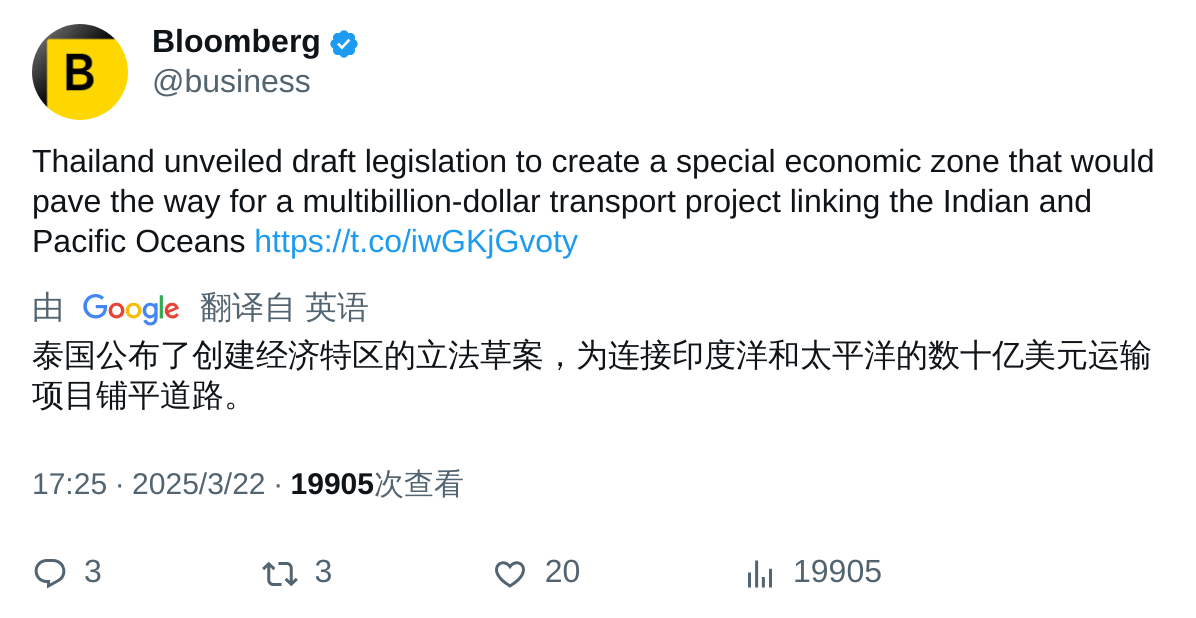 B
Bloomberg
@business
Thailand unveiled draft legislation to create a special economic zone that would
pave the way for a multibillion-dollar transport project linking the Indian and
Pacific Oceans https://t.co/iwGKjGvoty
由 Google 翻译自 英语
泰国公布了创建经济特区的立法草案，为连接印度洋和太平洋的数十亿美元运输
项目铺平道路。
17:25 · 2025/3/22 · 19905次查看
3 3 20 19905